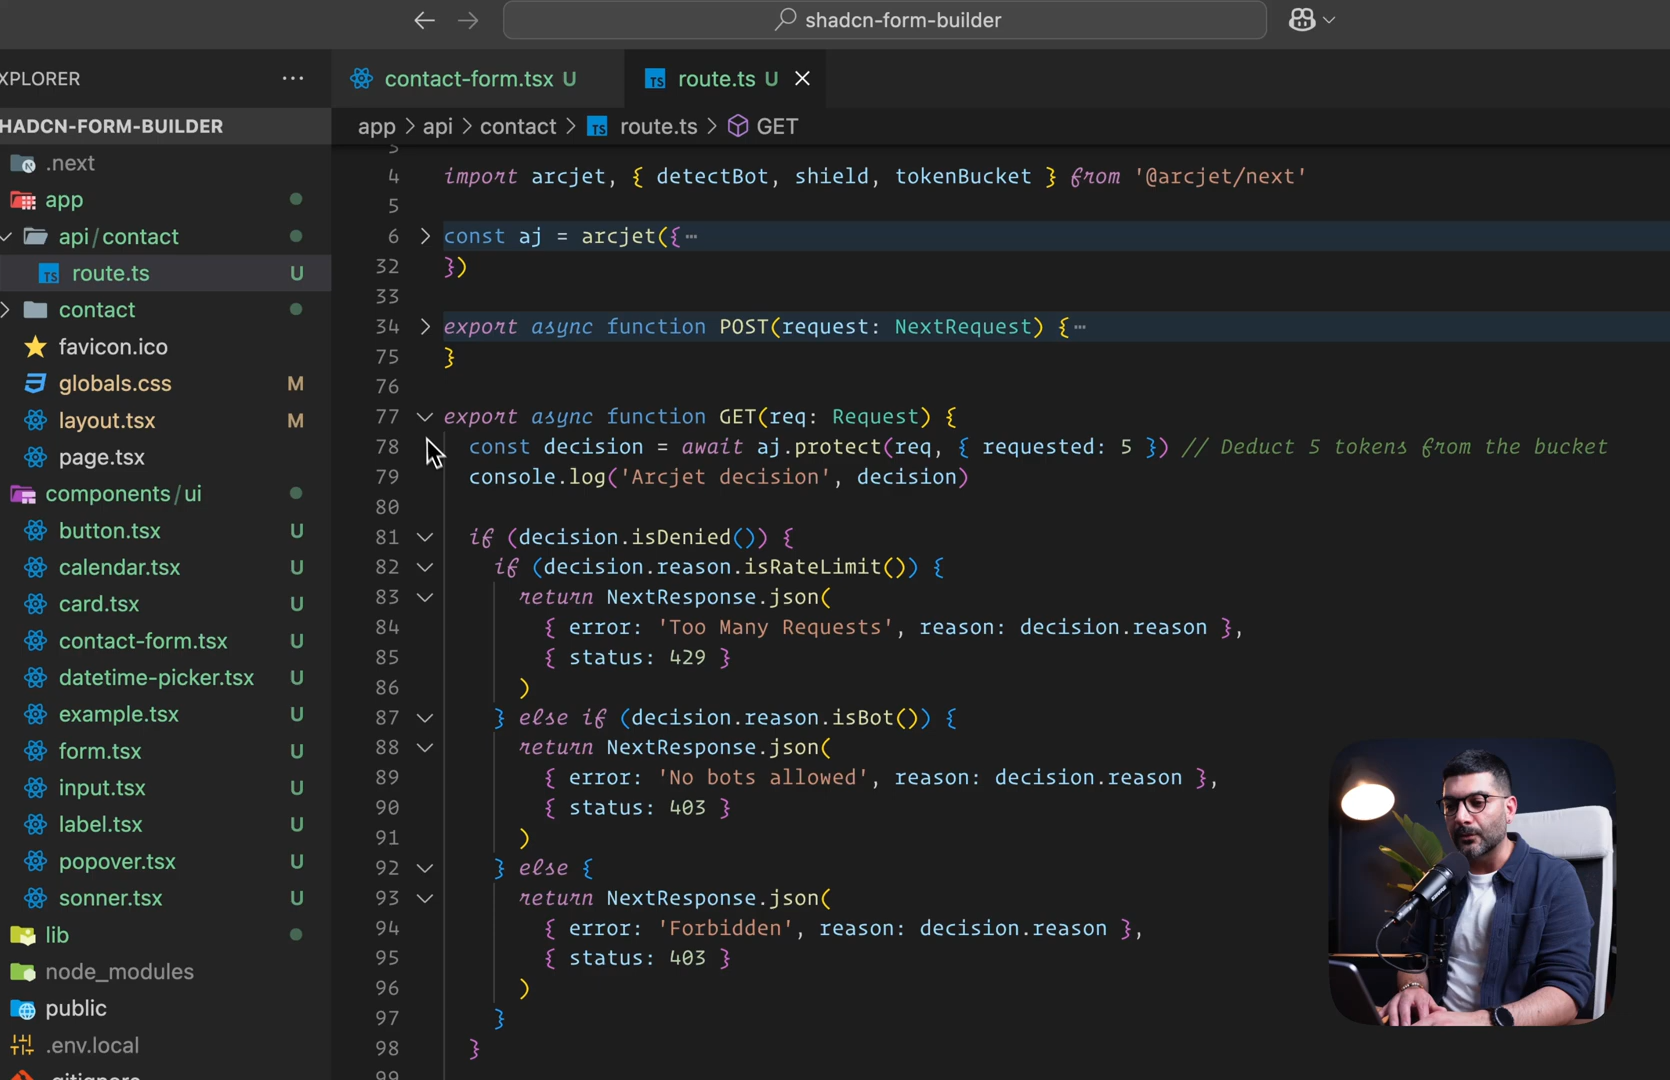 shadcn-form-builder
XPLORER
contact-form.tsx U
route.ts U
HADCN-FORM-BUILDER
app > api > contact > TS route.ts > GET
.next
app
api/contact
TS route.ts U
contact
favicon.ico
globals.css M
layout.tsx M
page.tsx
components/ui
button.tsx U
calendar.tsx U
card.tsx U
contact-form.tsx U
datetime-picker.tsx U
example.tsx U
form.tsx U
input.tsx U
label.tsx U
popover.tsx U
sonner.tsx U
lib
node_modules
public
.env.local
.gitignore
3
4 import arcjet, { detectBot, shield, tokenBucket } from '@arcjet/next'
5
6 const aj = arcjet({ ⋯
32 })
33
34 export async function POST(request: NextRequest) { ⋯
75 }
76
77 export async function GET(req: Request) {
78 const decision = await aj.protect(req, { requested: 5 }) // Deduct 5 tokens from the bucket
79 console.log('Arcjet decision', decision)
80
81 if (decision.isDenied()) {
82 if (decision.reason.isRateLimit()) {
83 return NextResponse.json(
84 { error: 'Too Many Requests', reason: decision.reason },
85 { status: 429 }
86 )
87 } else if (decision.reason.isBot()) {
88 return NextResponse.json(
89 { error: 'No bots allowed', reason: decision.reason },
90 { status: 403 }
91 )
92 } else {
93 return NextResponse.json(
94 { error: 'Forbidden', reason: decision.reason },
95 { status: 403 }
96 )
97 }
98 }
99